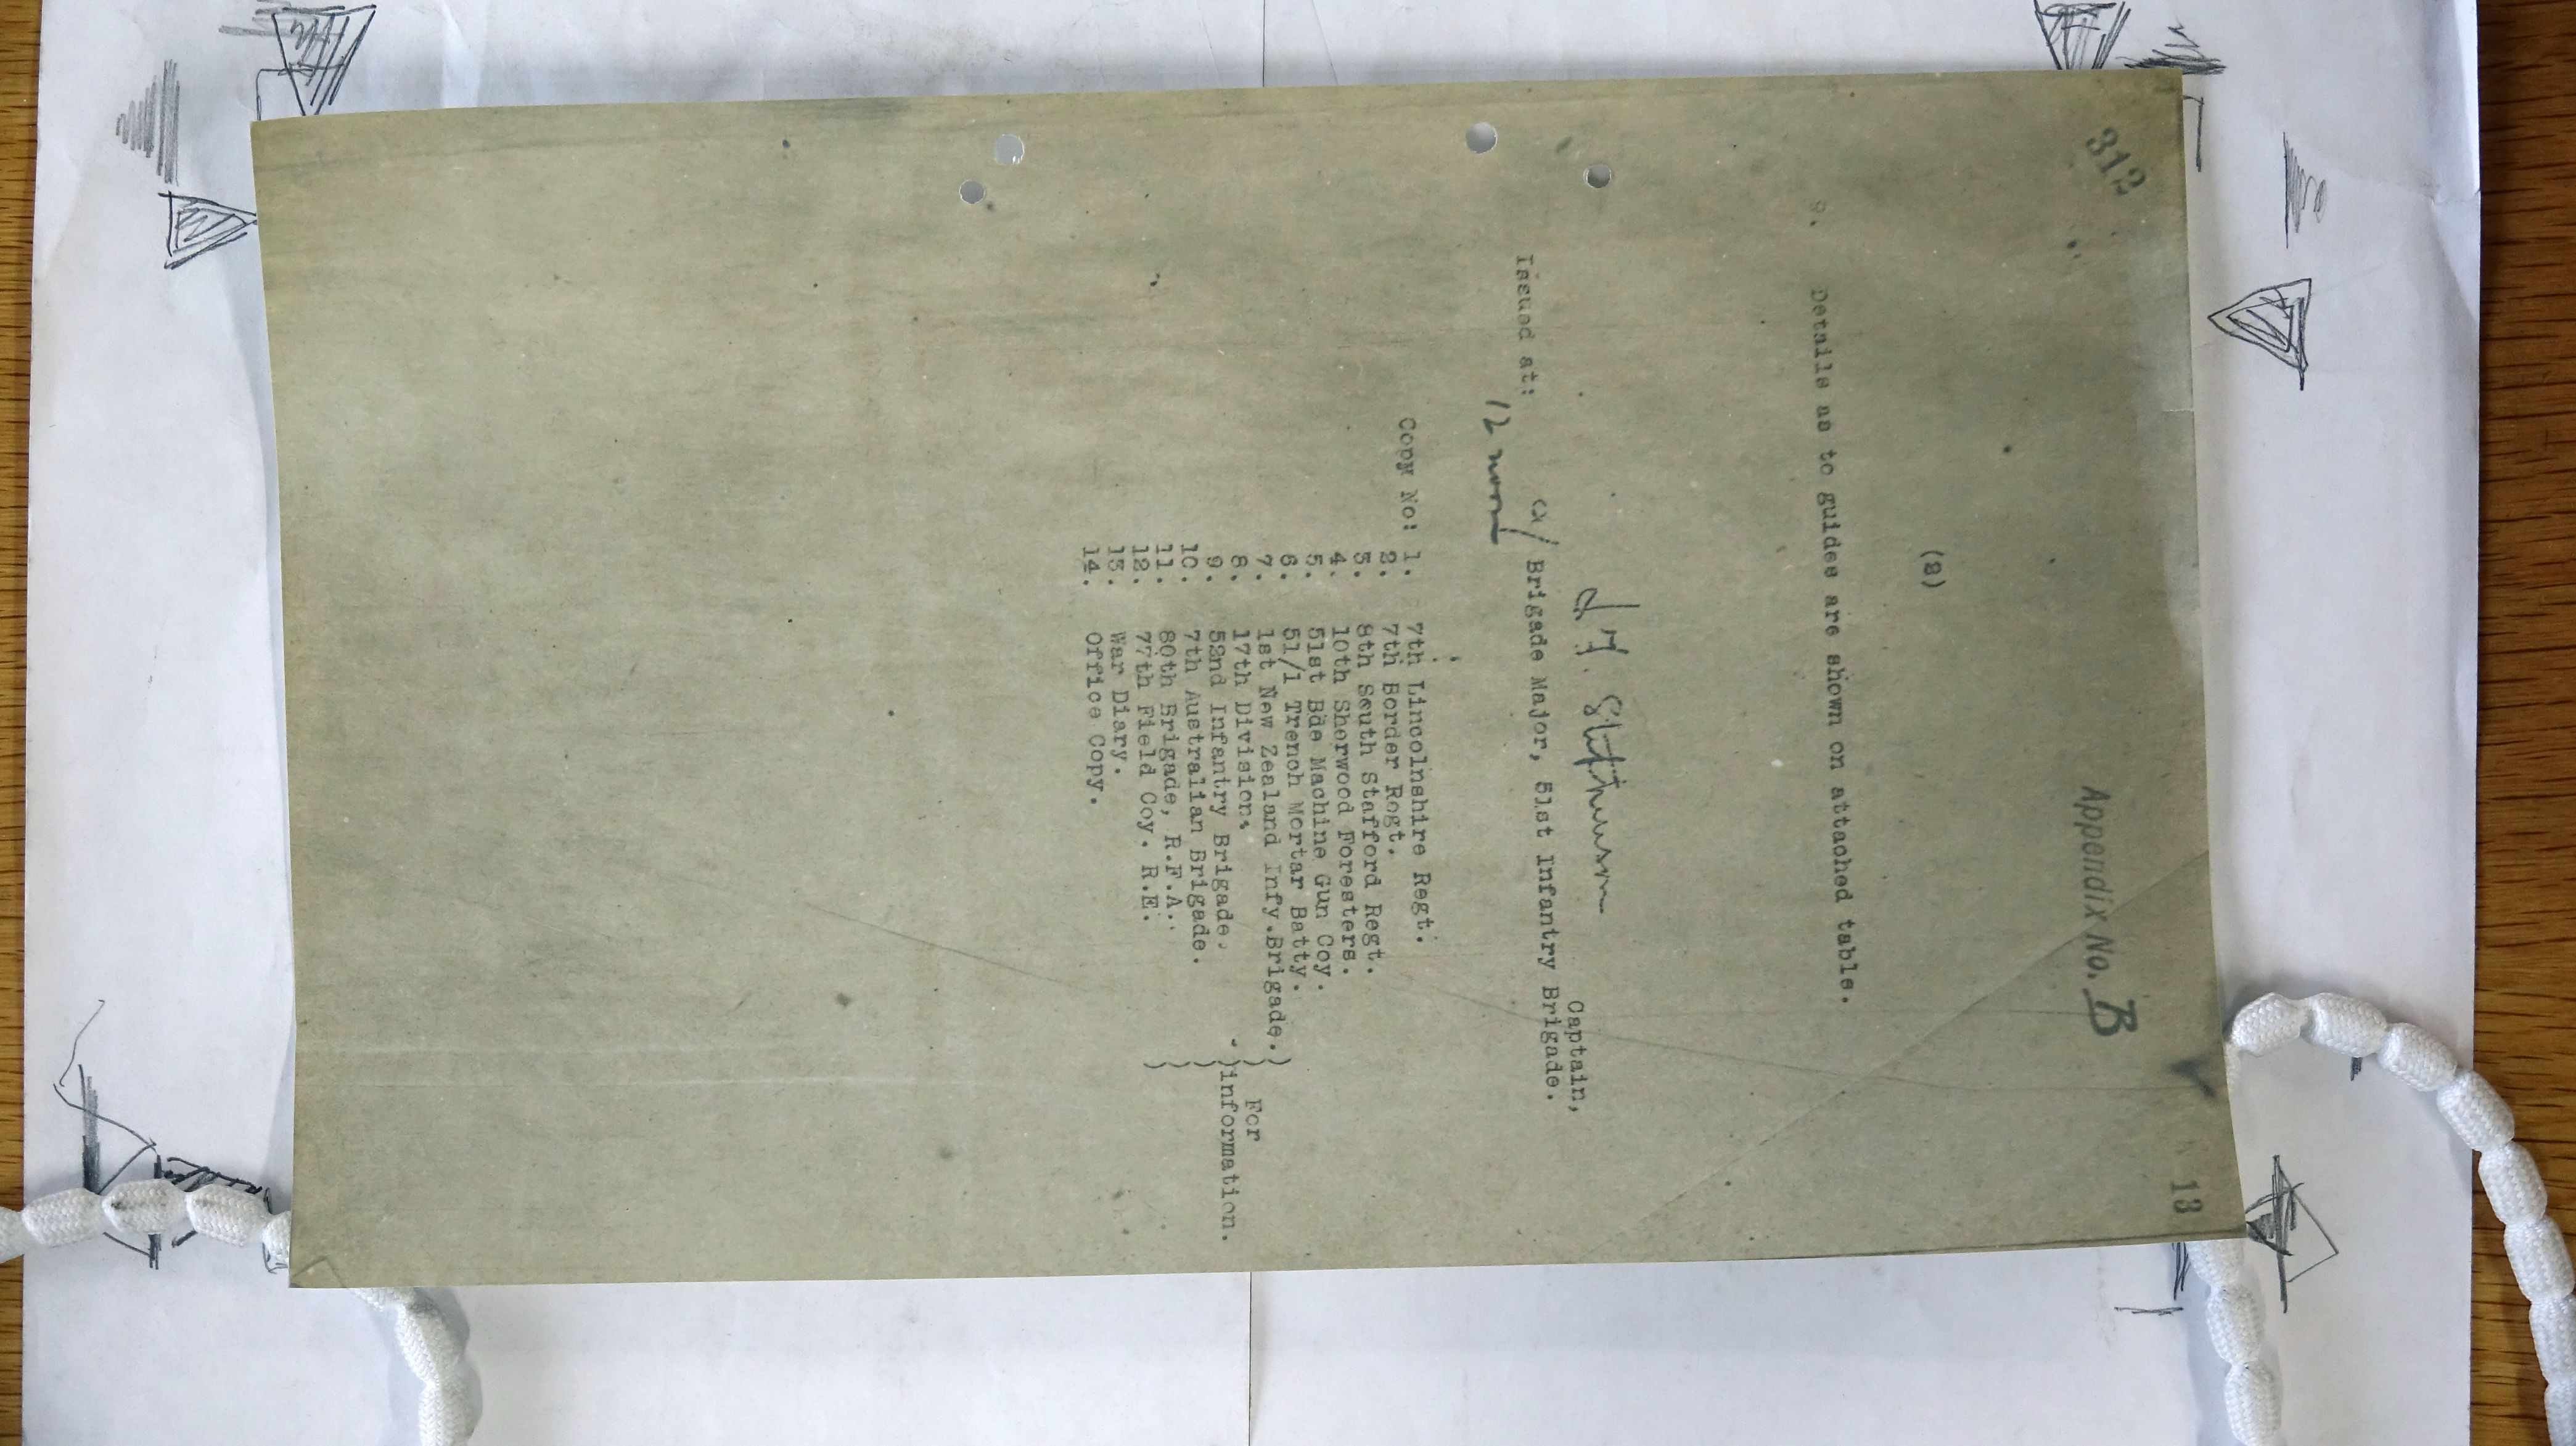 312
Appendix No. B
13
(2)
9. Details as to guides are shown on attached table.
Captain,
a/ Brigade Major, 51st Infantry Brigade.
Issued at: 12 noon
Copy No: 1. 7th Lincolnshire Regt.
2. 7th Border Regt.
3. 8th South Stafford Regt.
4. 10th Sherwood Foresters.
5. 51st Bde Machine Gun Coy.
6. 51/1 Trench Mortar Batty.
7. 1st New Zealand Infy.Brigade.)
8. 17th Division. ) For
9. 52nd Infantry Brigade. )information.
10. 7th Australian Brigade. )
11. 80th Brigade, R.F.A. )
12. 77th Field Coy. R.E. )
13. War Diary.
14. Office Copy.